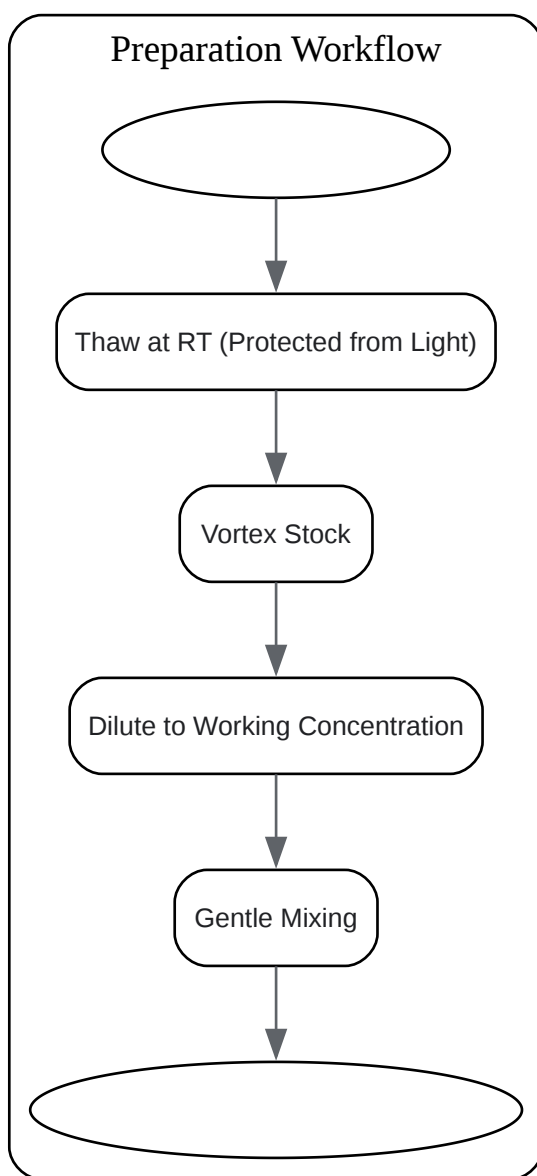 Preparation Workflow
Thaw at RT (Protected from Light)
Vortex Stock
Dilute to Working Concentration
Gentle Mixing